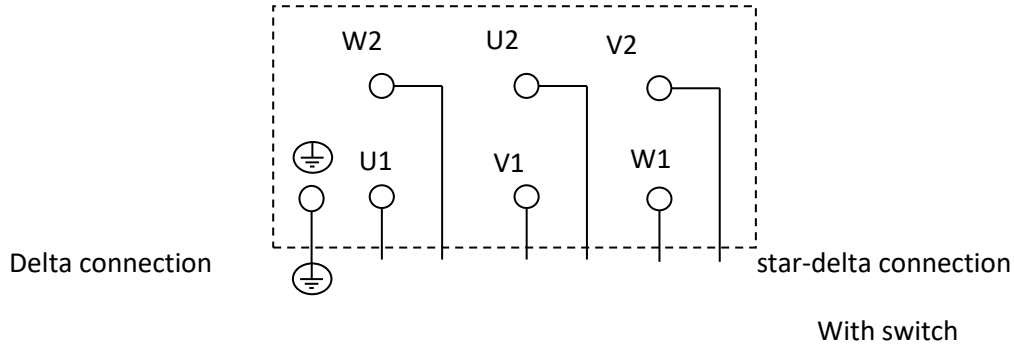 W2 U2 V2
U1 V1 W1
Delta connection star-delta connection
With switch